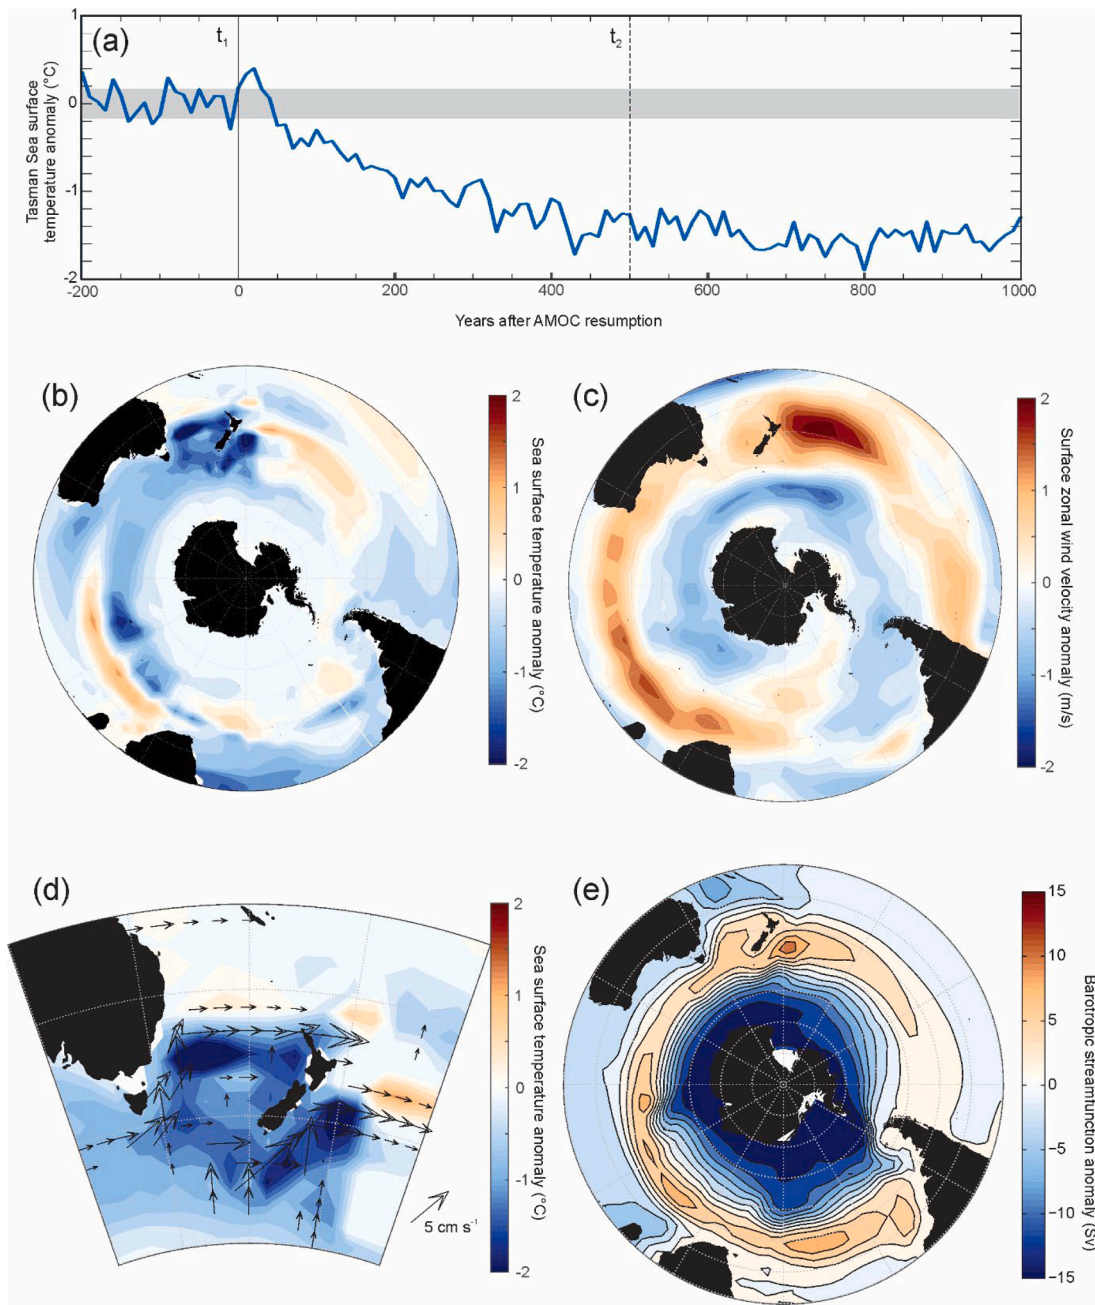 (a)
t1
t2
Tasman Sea surface
temperature anomaly (°C)
1
0
-1
-2
-200
0
200
400
600
800
1000
Years after AMOC resumption
(b)
2
1
0
-1
-2
Sea surface temperature anomaly (°C)
(c)
2
1
0
-1
-2
Surface zonal wind velocity anomaly (m/s)
(d)
2
1
0
-1
-2
Sea surface temperature anomaly (°C)
5 cm s⁻¹
(e)
15
10
5
0
-5
-10
-15
Barotropic streamfunction anomaly (Sv)